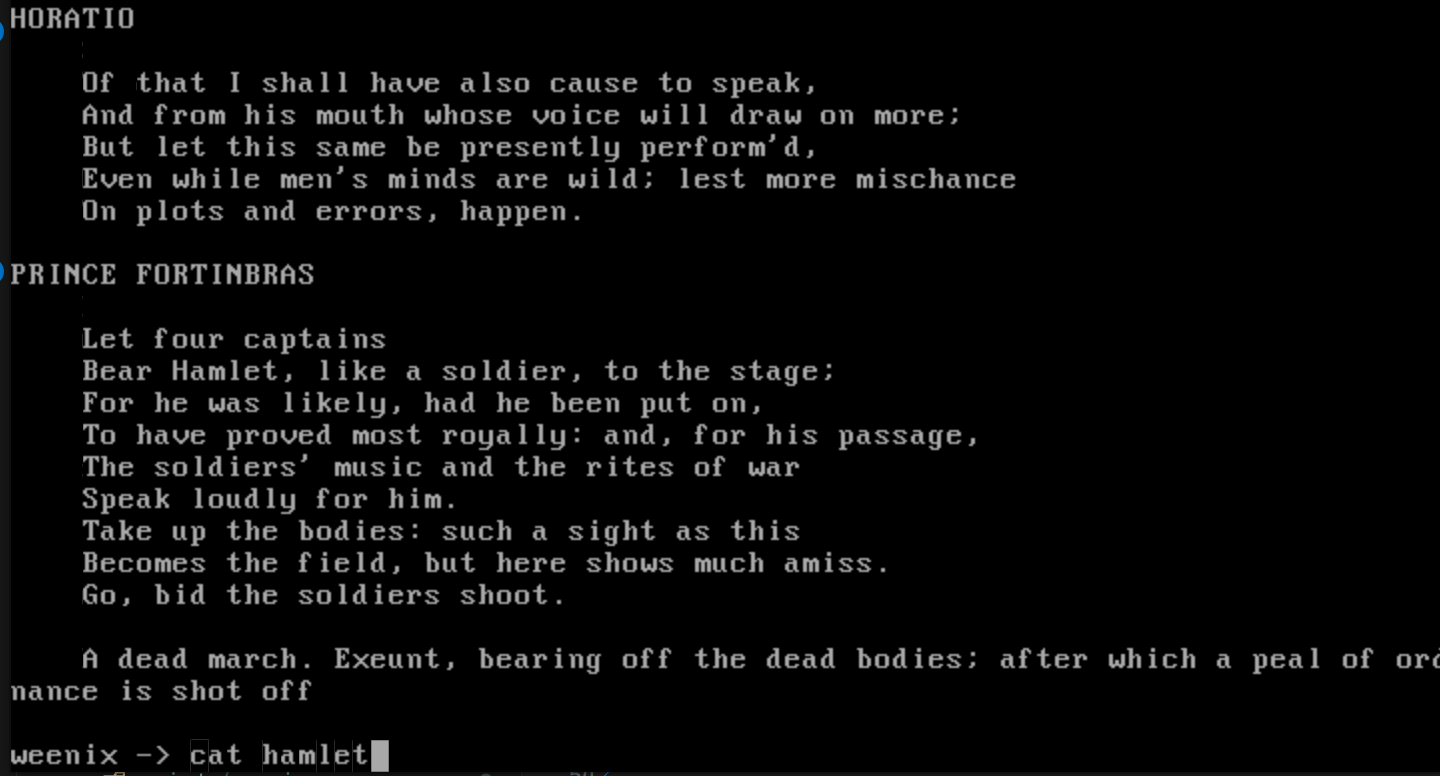 HORATIO
Of that I shall have also cause to speak,
And from his mouth whose voice will draw on more;
But let this same be presently perform'd,
Even while men's minds are wild; lest more mischance
On plots and errors, happen.
PRINCE FORTINBRAS
Let four captains
Bear Hamlet, like a soldier, to the stage;
For he was likely, had he been put on,
To have proved most royally: and, for his passage,
The soldiers' music and the rites of war
Speak loudly for him.
Take up the bodies: such a sight as this
Becomes the field, but here shows much amiss.
Go, bid the soldiers shoot.
A dead march. Exeunt, bearing off the dead bodies; after which a peal of ord
nance is shot off
weenix -> cat hamlet